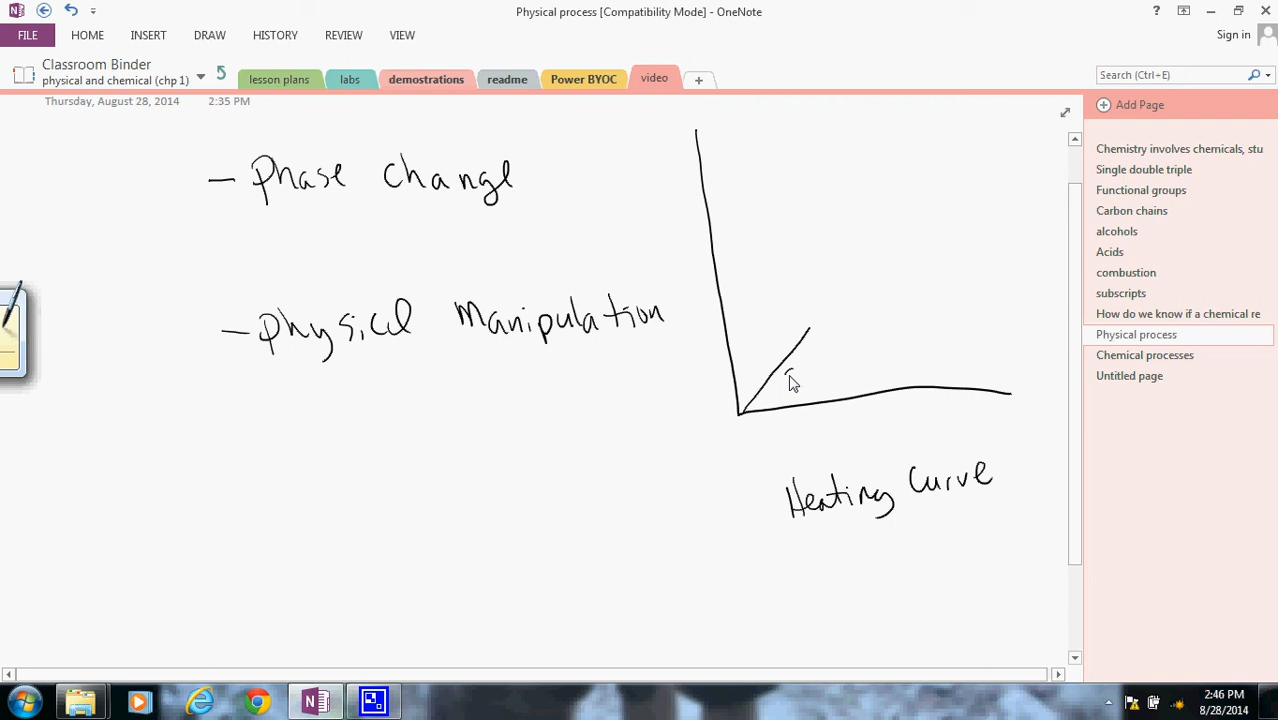 Physical process [Compatibility Mode] - OneNote
FILE HOME INSERT DRAW HISTORY REVIEW VIEW
Sign in
Classroom Binder
physical and chemical (chp 1)
lesson plans labs demostrations readme Power BYOC video
Search (Ctrl+E)
Thursday, August 28, 2014 2:35 PM
Add Page
- Phase change
- Physical Manipulation
Heating Curve
Chemistry involves chemicals, stu
Single double triple
Functional groups
Carbon chains
alcohols
Acids
combustion
subscripts
How do we know if a chemical re
Physical process
Chemical processes
Untitled page
2:46 PM
8/28/2014